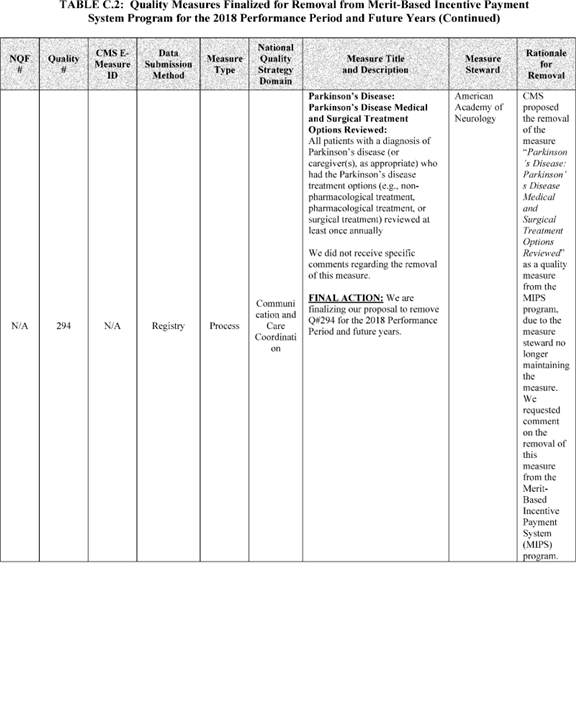 TABLE C.2: Quality Measures Finalized for Removal from Merit-Based Incentive Payment
System Program for the 2018 Performance Period and Future Years (Continued)
NQF
#
Quality
#
CMS E-
Measure
ID
Data
Submission
Method
Measure
Type
National
Quality
Strategy
Domain
Measure Title
and Description
Measure
Steward
Rationale
for
Removal
N/A
294
N/A
Registry
Process
Communi
cation and
Care
Coordinati
on
Parkinson's Disease:
Parkinson's Disease Medical
and Surgical Treatment
Options Reviewed:
All patients with a diagnosis of
Parkinson's disease (or
caregiver(s), as appropriate) who
had the Parkinson's disease
treatment options (e.g., non-
pharmacological treatment,
pharmacological treatment, or
surgical treatment) reviewed at
least once annually
We did not receive specific
comments regarding the removal
of this measure.
FINAL ACTION: We are
finalizing our proposal to remove
Q#294 for the 2018 Performance
Period and future years.
American
Academy of
Neurology
CMS
proposed
the removal
of the
measure
"Parkinson
's Disease:
Parkinson'
s Disease
Medical
and
Surgical
Treatment
Options
Reviewed"
as a quality
measure
from the
MIPS
program,
due to the
measure
steward no
longer
maintaining
the
measure.
We
requested
comment
on the
removal of
this
measure
from the
Merit-
Based
Incentive
Payment
System
(MIPS)
program.